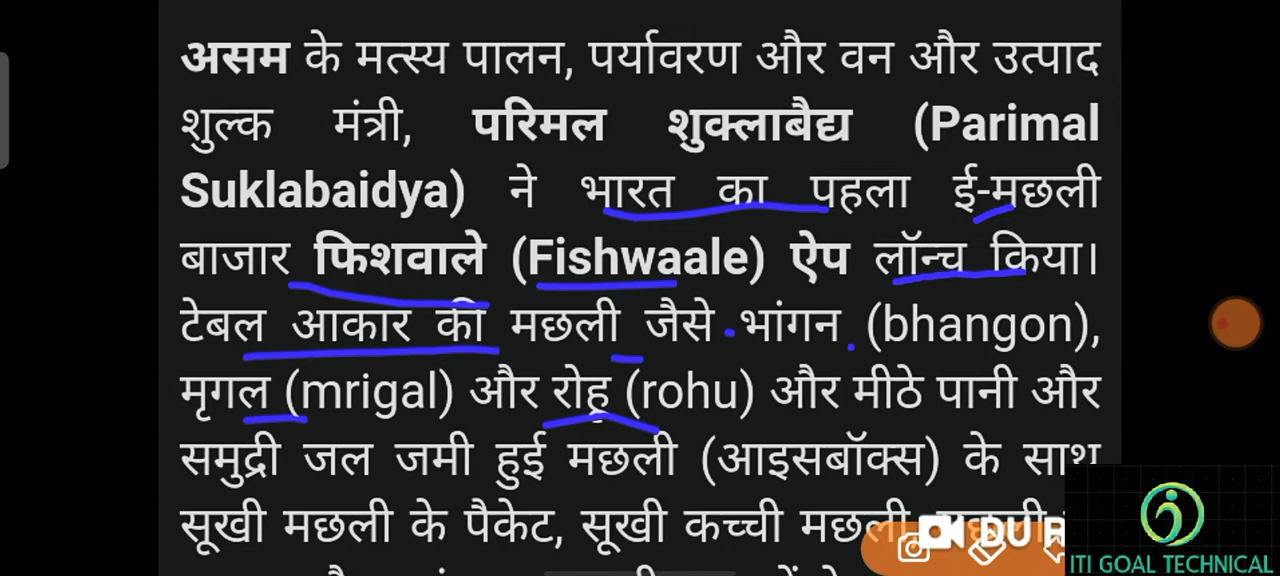 असम के मत्स्य पालन, पर्यावरण और वन और उत्पाद
शुल्क मंत्री, परिमल शुक्लाबैद्य (Parimal
Suklabaidya) ने भारत का पहला ई-मछली
बाजार फिशवाले (Fishwaale) ऐप लॉन्च किया।
टेबल आकार की मछली जैसे भांगन (bhangon),
मृगल (mrigal) और रोहू (rohu) और मीठे पानी और
समुद्री जल जमी हुई मछली (आइसबॉक्स) के साथ
सूखी मछली के पैकेट, सूखी कच्ची मछली
ITI GOAL TECHNICAL